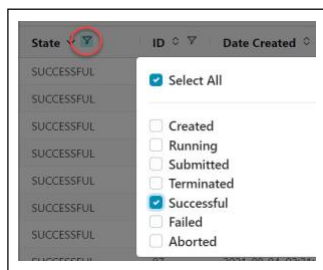 State ID Date Created
SUCCESSFUL
Select All
SUCCESSFUL
SUCCESSFUL
Created
SUCCESSFUL
Running
Submitted
SUCCESSFUL
Terminated
SUCCESSFUL
Successful
Failed
SUCCESSFUL
Aborted